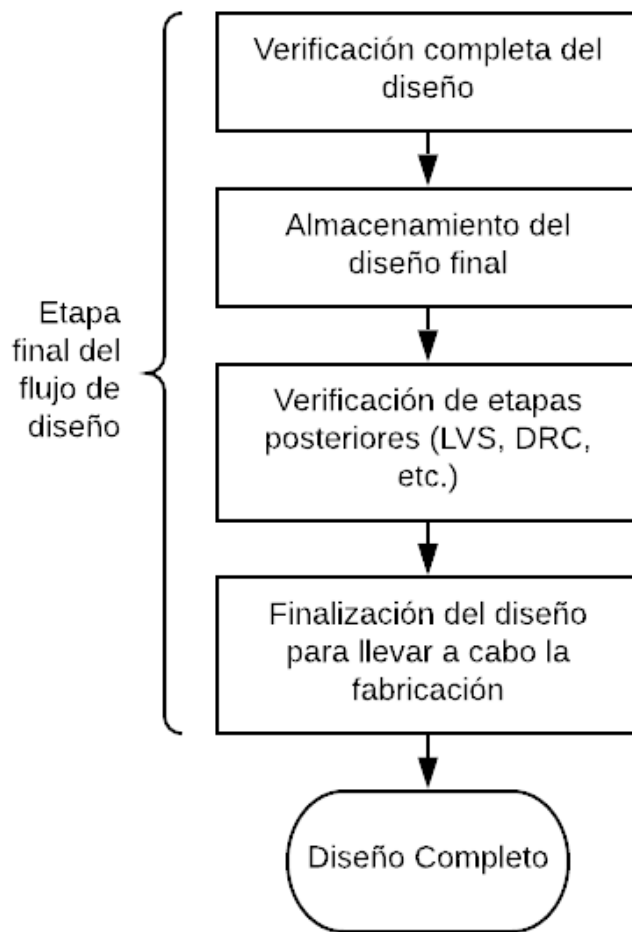 Verificación completa del
diseño
Almacenamiento del
diseño final
Etapa
final del
flujo de
diseño
Verificación de etapas
posteriores (LVS, DRC,
etc.)
Finalización del diseño
para llevar a cabo la
fabricación
Diseño Completo